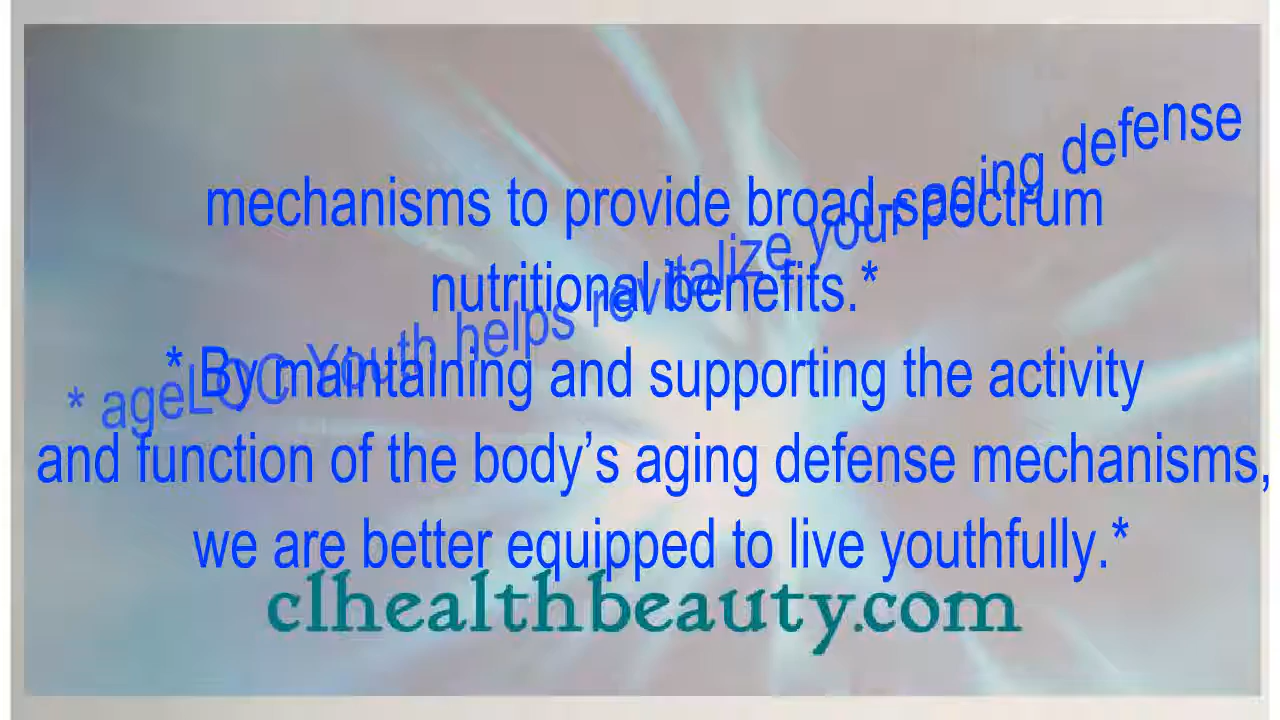 * ageLOC Youth helps revitalize your aging defense
mechanisms to provide broad-spectrum
nutritional benefits.*
* By maintaining and supporting the activity
and function of the body’s aging defense mechanisms,
we are better equipped to live youthfully.*
clhealthbeauty.com